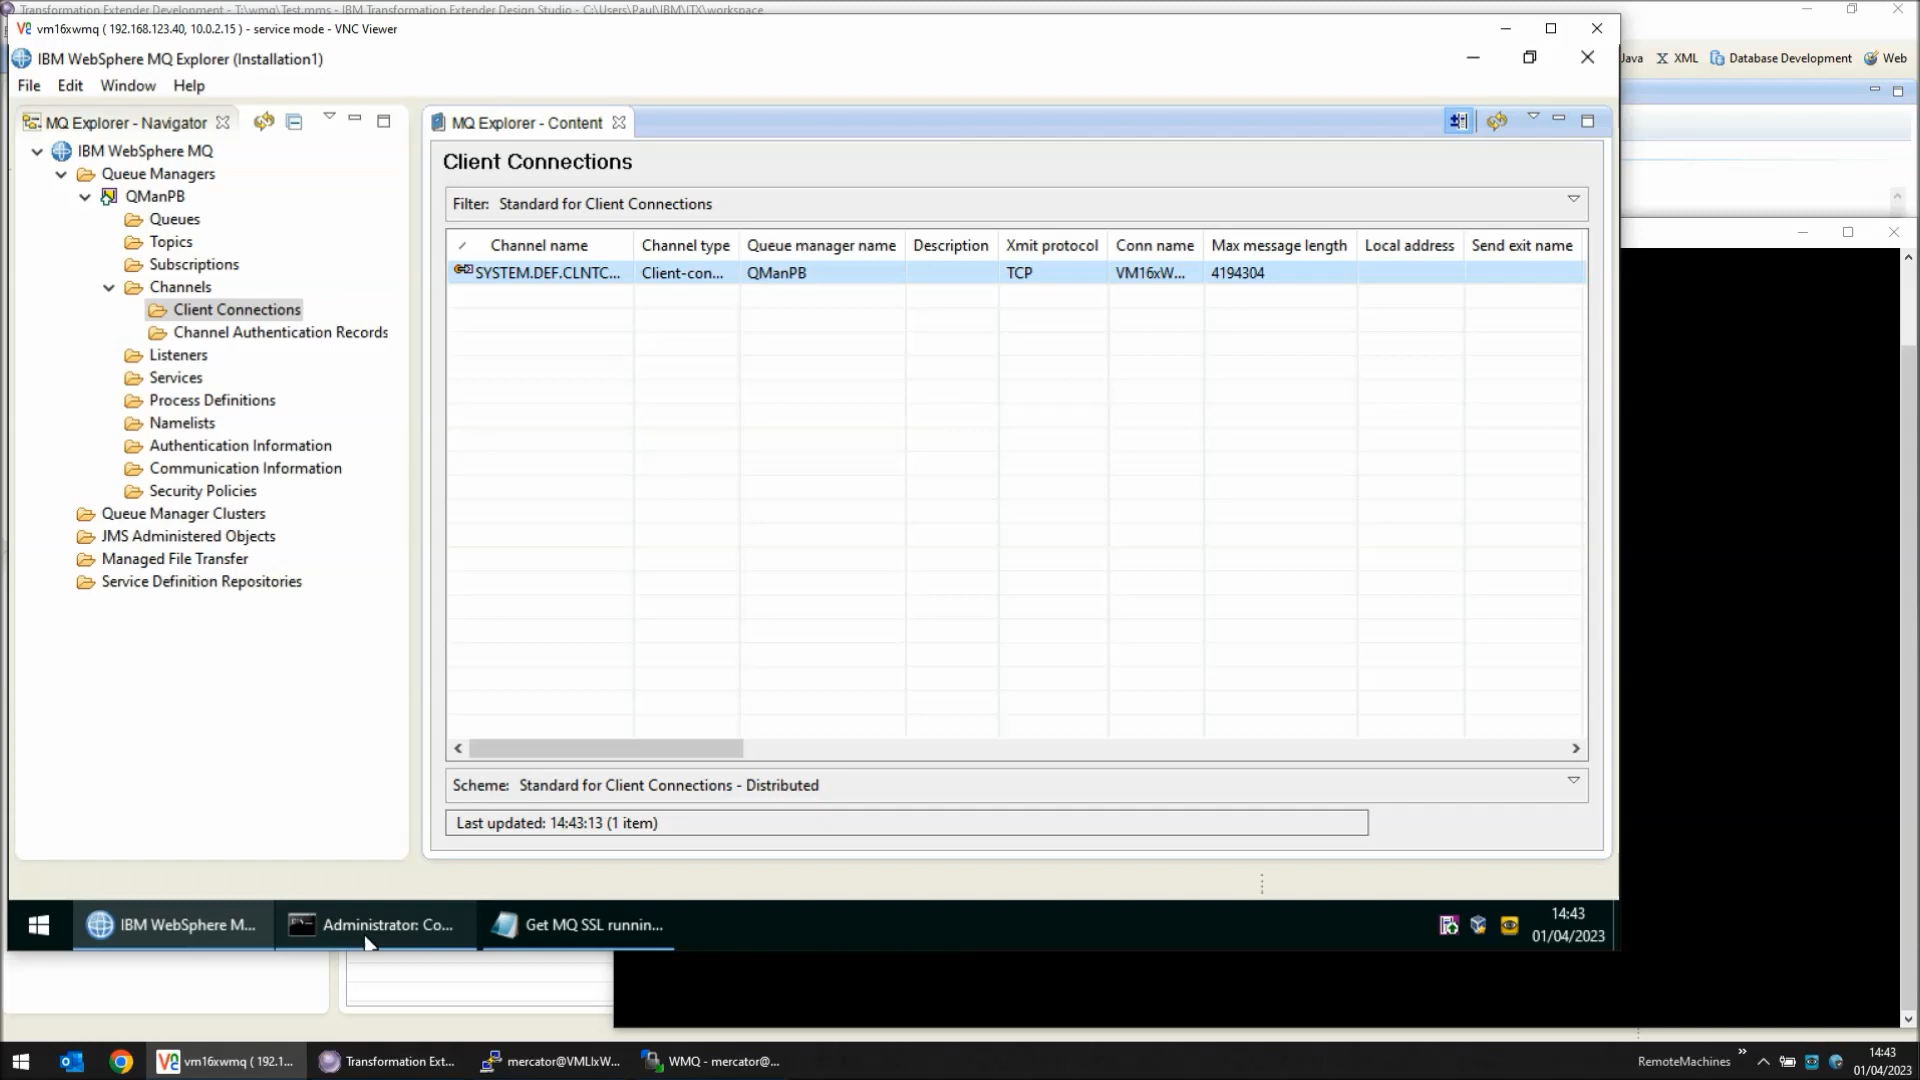 Transformation Extender Development - T:\wmq\Test.mms - IBM Transformation Extender Design Studio - C:\Users\Paul\IBM\ITX\workspace
vm16xwmq ( 192.168.123.40, 10.0.2.15 ) - service mode - VNC Viewer
IBM WebSphere MQ Explorer (Installation1)
Java XML Database Development Web
File Edit Window Help
MQ Explorer - Navigator
MQ Explorer - Content
IBM WebSphere MQ
Queue Managers
QManPB
Queues
Topics
Subscriptions
Channels
Client Connections
Channel Authentication Records
Listeners
Services
Process Definitions
Namelists
Authentication Information
Communication Information
Security Policies
Queue Manager Clusters
JMS Administered Objects
Managed File Transfer
Service Definition Repositories
Client Connections
Filter: Standard for Client Connections
Channel name Channel type Queue manager name Description Xmit protocol Conn name Max message length Local address Send exit name
SYSTEM.DEF.CLNTC... Client-con... QManPB TCP VM16xW... 4194304
Scheme: Standard for Client Connections - Distributed
Last updated: 14:43:13 (1 item)
IBM WebSphere M... Administrator: Co... Get MQ SSL runnin...
14:43
01/04/2023
vm16xwmq ( 192.1... Transformation Ext... mercator@VMLIxW... WMQ - mercator@...
RemoteMachines
14:43
01/04/2023